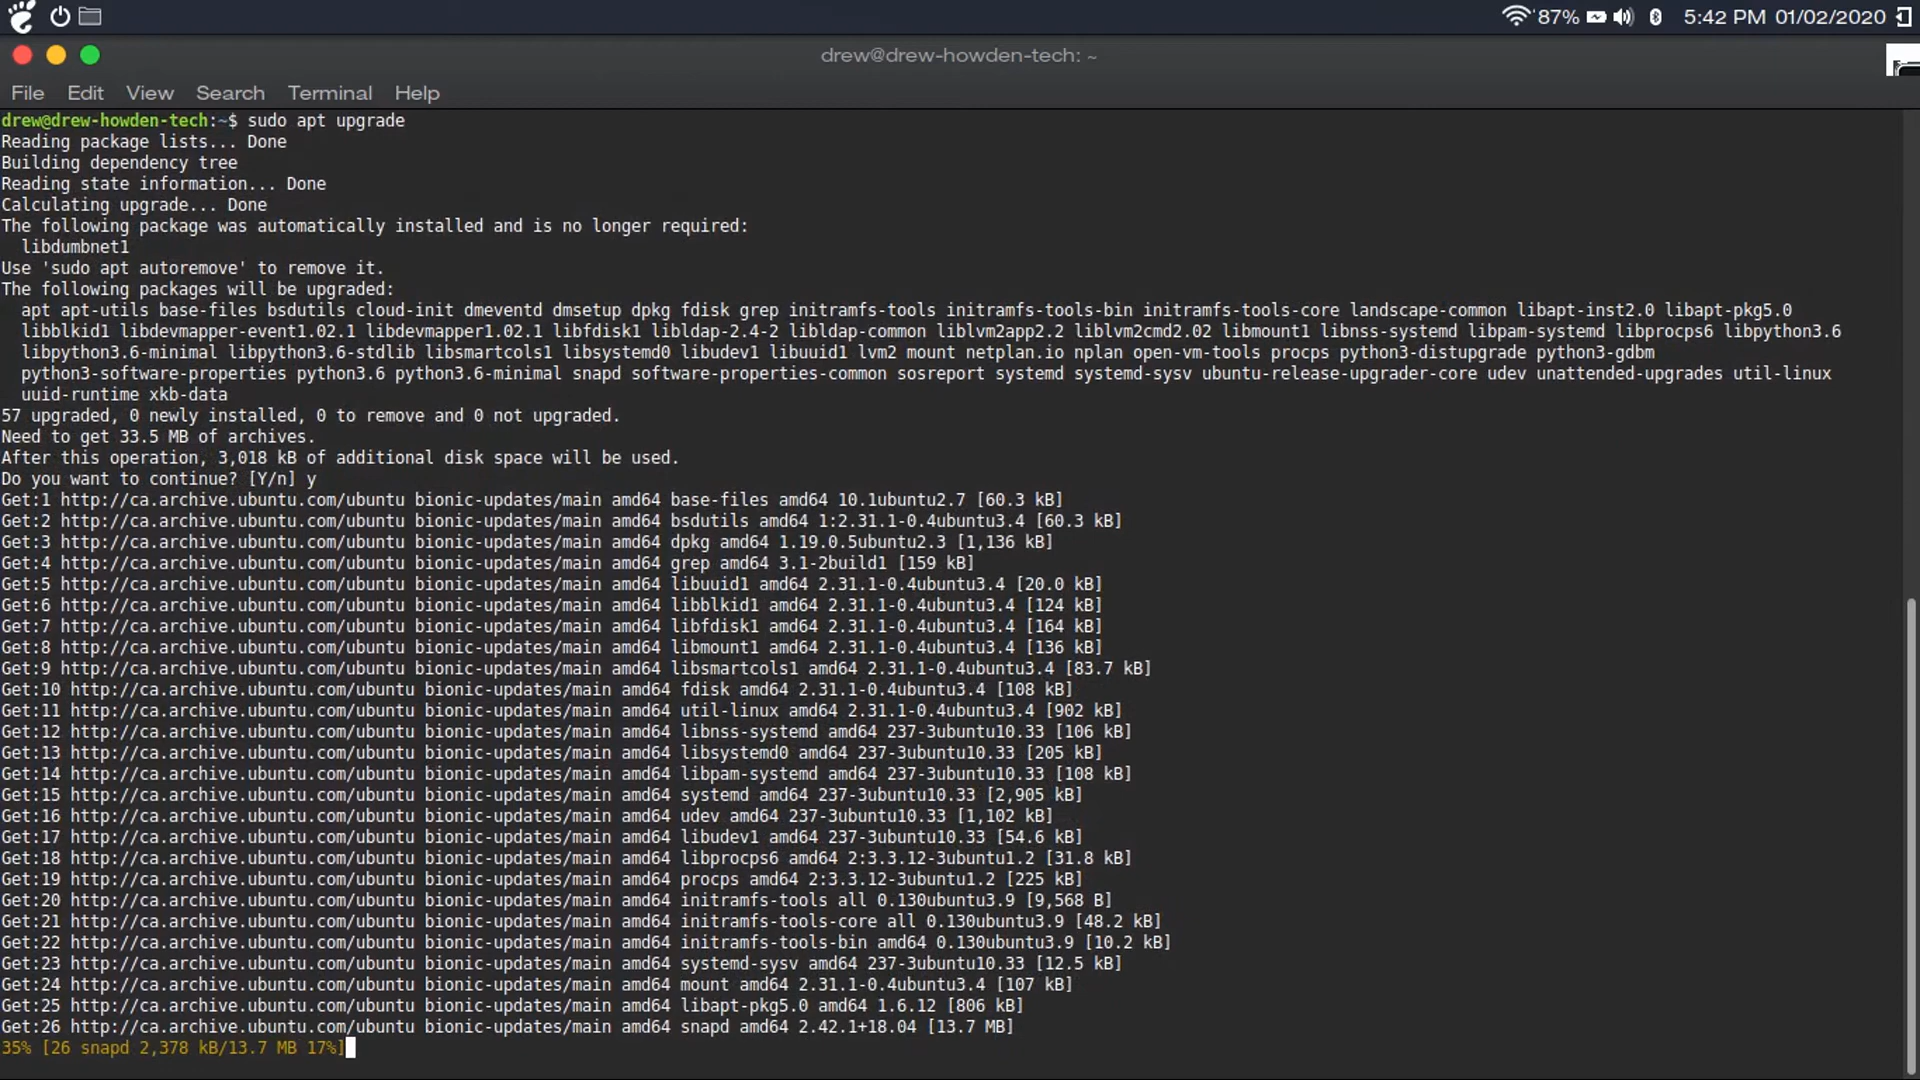 87% 5:42 PM 01/02/2020
drew@drew-howden-tech: ~
File Edit View Search Terminal Help
drew@drew-howden-tech:~$ sudo apt upgrade
Reading package lists... Done
Building dependency tree
Reading state information... Done
Calculating upgrade... Done
The following package was automatically installed and is no longer required:
  libdumbnet1
Use 'sudo apt autoremove' to remove it.
The following packages will be upgraded:
  apt apt-utils base-files bsdutils cloud-init dmeventd dmsetup dpkg fdisk grep initramfs-tools initramfs-tools-bin initramfs-tools-core landscape-common libapt-inst2.0 libapt-pkg5.0
  libblkid1 libdevmapper-event1.02.1 libdevmapper1.02.1 libfdisk1 libldap-2.4-2 libldap-common liblvm2app2.2 liblvm2cmd2.02 libmount1 libnss-systemd libpam-systemd libprocps6 libpython3.6
  libpython3.6-minimal libpython3.6-stdlib libsmartcols1 libsystemd0 libudev1 libuuid1 lvm2 mount netplan.io nplan open-vm-tools procps python3-distupgrade python3-gdbm
  python3-software-properties python3.6 python3.6-minimal snapd software-properties-common sosreport systemd systemd-sysv ubuntu-release-upgrader-core udev unattended-upgrades util-linux
  uuid-runtime xkb-data
57 upgraded, 0 newly installed, 0 to remove and 0 not upgraded.
Need to get 33.5 MB of archives.
After this operation, 3,018 kB of additional disk space will be used.
Do you want to continue? [Y/n] y
Get:1 http://ca.archive.ubuntu.com/ubuntu bionic-updates/main amd64 base-files amd64 10.1ubuntu2.7 [60.3 kB]
Get:2 http://ca.archive.ubuntu.com/ubuntu bionic-updates/main amd64 bsdutils amd64 1:2.31.1-0.4ubuntu3.4 [60.3 kB]
Get:3 http://ca.archive.ubuntu.com/ubuntu bionic-updates/main amd64 dpkg amd64 1.19.0.5ubuntu2.3 [1,136 kB]
Get:4 http://ca.archive.ubuntu.com/ubuntu bionic-updates/main amd64 grep amd64 3.1-2build1 [159 kB]
Get:5 http://ca.archive.ubuntu.com/ubuntu bionic-updates/main amd64 libuuid1 amd64 2.31.1-0.4ubuntu3.4 [20.0 kB]
Get:6 http://ca.archive.ubuntu.com/ubuntu bionic-updates/main amd64 libblkid1 amd64 2.31.1-0.4ubuntu3.4 [124 kB]
Get:7 http://ca.archive.ubuntu.com/ubuntu bionic-updates/main amd64 libfdisk1 amd64 2.31.1-0.4ubuntu3.4 [164 kB]
Get:8 http://ca.archive.ubuntu.com/ubuntu bionic-updates/main amd64 libmount1 amd64 2.31.1-0.4ubuntu3.4 [136 kB]
Get:9 http://ca.archive.ubuntu.com/ubuntu bionic-updates/main amd64 libsmartcols1 amd64 2.31.1-0.4ubuntu3.4 [83.7 kB]
Get:10 http://ca.archive.ubuntu.com/ubuntu bionic-updates/main amd64 fdisk amd64 2.31.1-0.4ubuntu3.4 [108 kB]
Get:11 http://ca.archive.ubuntu.com/ubuntu bionic-updates/main amd64 util-linux amd64 2.31.1-0.4ubuntu3.4 [902 kB]
Get:12 http://ca.archive.ubuntu.com/ubuntu bionic-updates/main amd64 libnss-systemd amd64 237-3ubuntu10.33 [106 kB]
Get:13 http://ca.archive.ubuntu.com/ubuntu bionic-updates/main amd64 libsystemd0 amd64 237-3ubuntu10.33 [205 kB]
Get:14 http://ca.archive.ubuntu.com/ubuntu bionic-updates/main amd64 libpam-systemd amd64 237-3ubuntu10.33 [108 kB]
Get:15 http://ca.archive.ubuntu.com/ubuntu bionic-updates/main amd64 systemd amd64 237-3ubuntu10.33 [2,905 kB]
Get:16 http://ca.archive.ubuntu.com/ubuntu bionic-updates/main amd64 udev amd64 237-3ubuntu10.33 [1,102 kB]
Get:17 http://ca.archive.ubuntu.com/ubuntu bionic-updates/main amd64 libudev1 amd64 237-3ubuntu10.33 [54.6 kB]
Get:18 http://ca.archive.ubuntu.com/ubuntu bionic-updates/main amd64 libprocps6 amd64 2:3.3.12-3ubuntu1.2 [31.8 kB]
Get:19 http://ca.archive.ubuntu.com/ubuntu bionic-updates/main amd64 procps amd64 2:3.3.12-3ubuntu1.2 [225 kB]
Get:20 http://ca.archive.ubuntu.com/ubuntu bionic-updates/main amd64 initramfs-tools all 0.130ubuntu3.9 [9,568 B]
Get:21 http://ca.archive.ubuntu.com/ubuntu bionic-updates/main amd64 initramfs-tools-core all 0.130ubuntu3.9 [48.2 kB]
Get:22 http://ca.archive.ubuntu.com/ubuntu bionic-updates/main amd64 initramfs-tools-bin amd64 0.130ubuntu3.9 [10.2 kB]
Get:23 http://ca.archive.ubuntu.com/ubuntu bionic-updates/main amd64 systemd-sysv amd64 237-3ubuntu10.33 [12.5 kB]
Get:24 http://ca.archive.ubuntu.com/ubuntu bionic-updates/main amd64 mount amd64 2.31.1-0.4ubuntu3.4 [107 kB]
Get:25 http://ca.archive.ubuntu.com/ubuntu bionic-updates/main amd64 libapt-pkg5.0 amd64 1.6.12 [806 kB]
Get:26 http://ca.archive.ubuntu.com/ubuntu bionic-updates/main amd64 snapd amd64 2.42.1+18.04 [13.7 MB]
35% [26 snapd 2,378 kB/13.7 MB 17%]